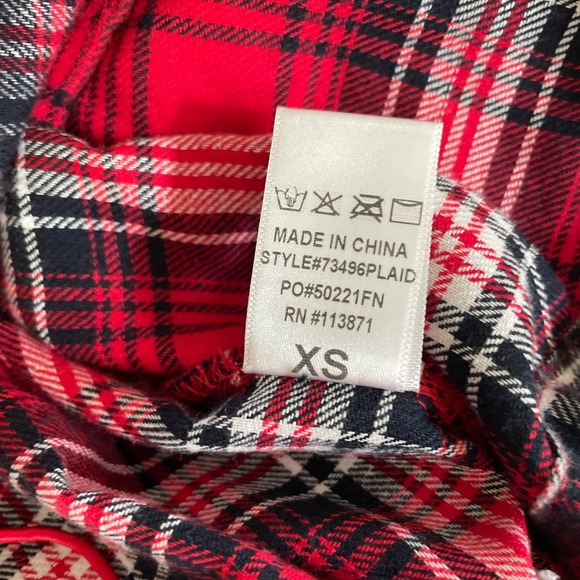 MADE IN CHINA
STYLE#73496PLAID
PO#50221FN
RN #113871
XS